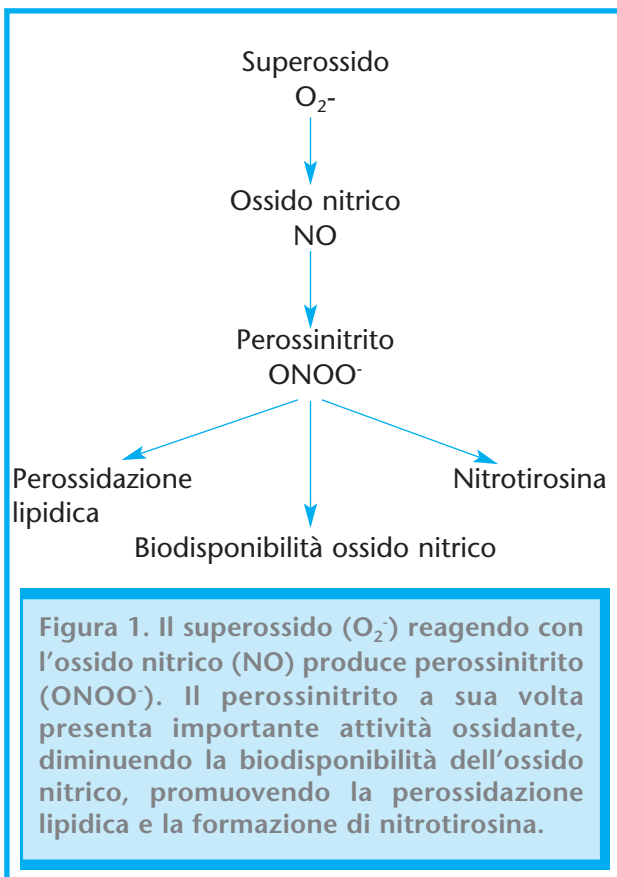 Superossido
O₂-
Ossido nitrico
NO
Perossinitrito
ONOO⁻
Perossidazione
lipidica
Nitrotirosina
Biodisponibilità ossido nitrico
Figura 1. Il superossido (O₂⁻) reagendo con
l'ossido nitrico (NO) produce perossinitrito
(ONOO⁻). Il perossinitrito a sua volta
presenta importante attività ossidante,
diminuendo la biodisponibilità dell'ossido
nitrico, promuovendo la perossidazione
lipidica e la formazione di nitrotirosina.